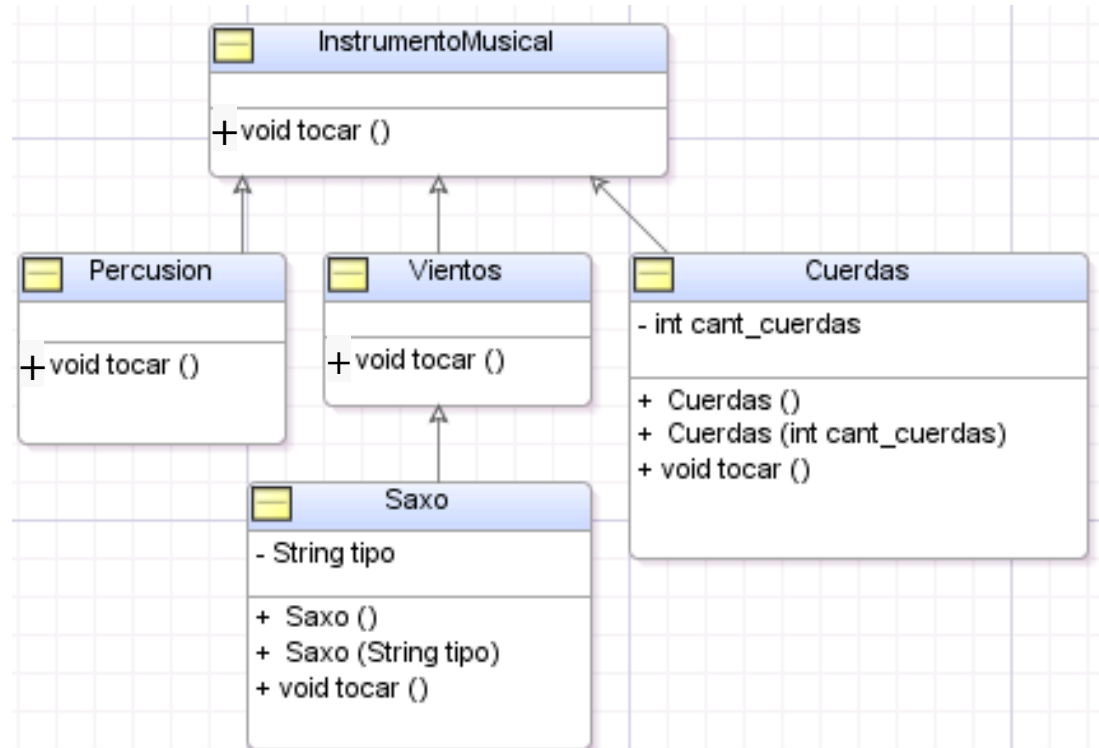 InstrumentoMusical
+ void tocar ()
Percusion
+ void tocar ()
Vientos
+ void tocar ()
Cuerdas
- int cant_cuerdas
+ Cuerdas ()
+ Cuerdas (int cant_cuerdas)
+ void tocar ()
Saxo
- String tipo
+ Saxo ()
+ Saxo (String tipo)
+ void tocar ()